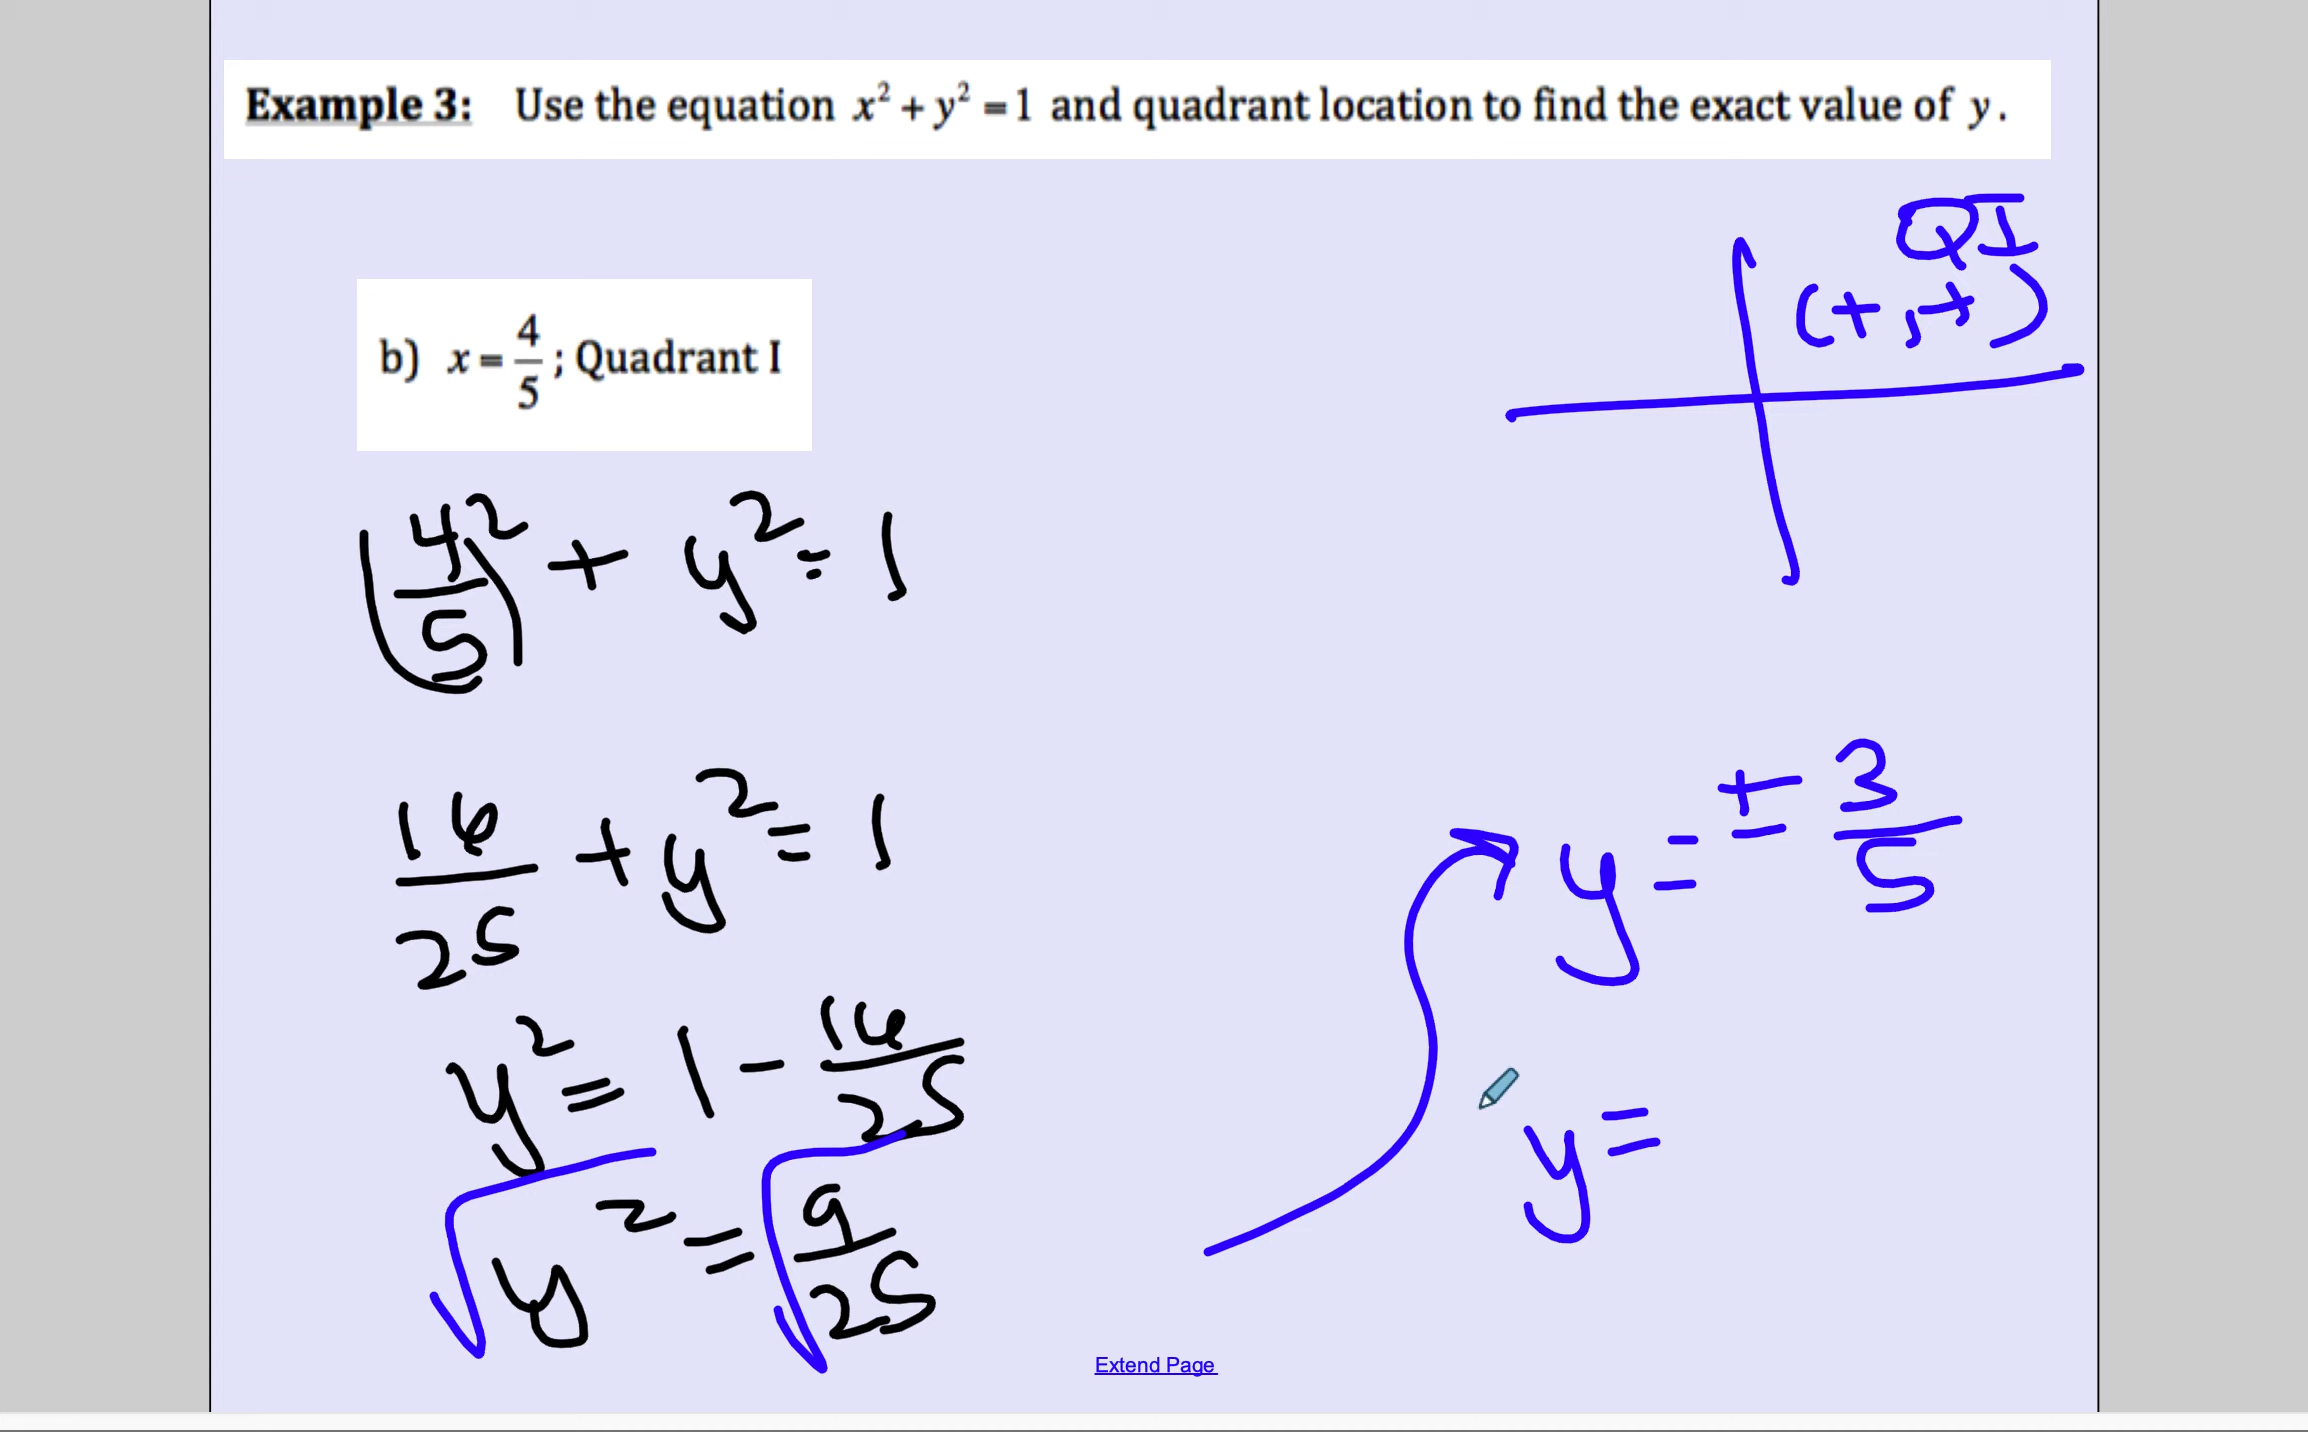 Example 3: Use the equation x² + y² = 1 and quadrant location to find the exact value of y.
QI
(+,+)
b) x = 4/5 ; Quadrant I
(4/5)² + y² = 1
16/25 + y² = 1
y = ± 3/5
y² = 1 - 16/25
y =
√y² = √9/25
Extend Page